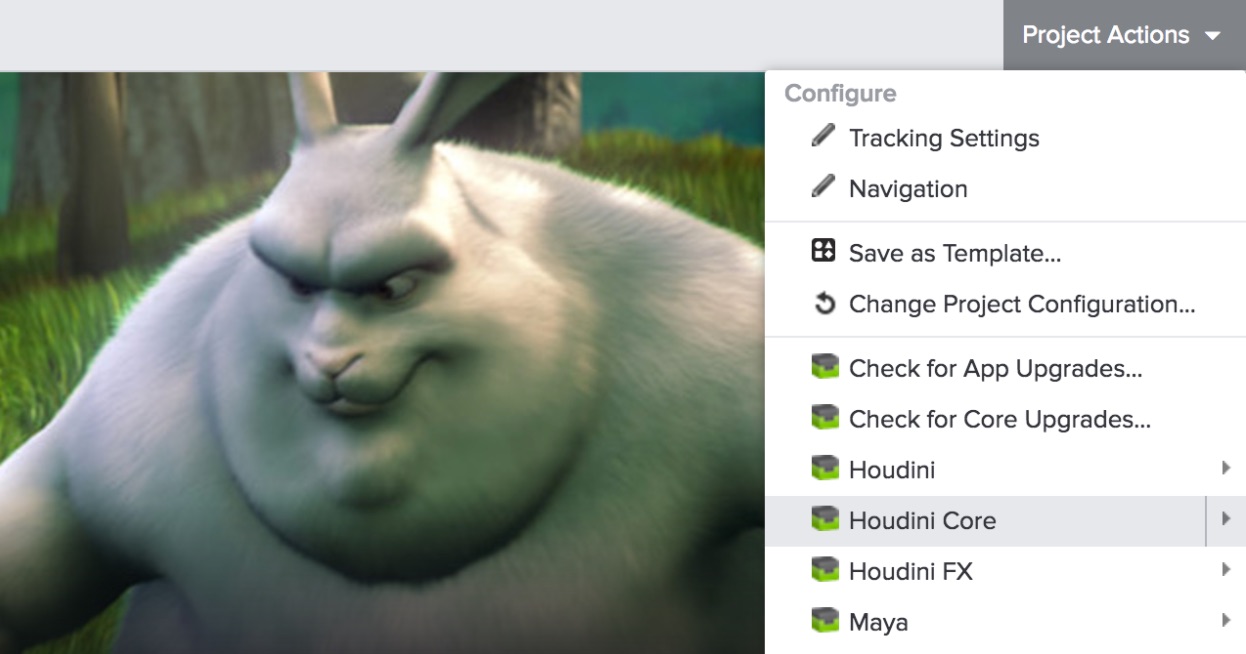 Project Actions
Configure
Tracking Settings
Navigation
Save as Template...
Change Project Configuration...
Check for App Upgrades...
Check for Core Upgrades...
Houdini
Houdini Core
Houdini FX
Maya